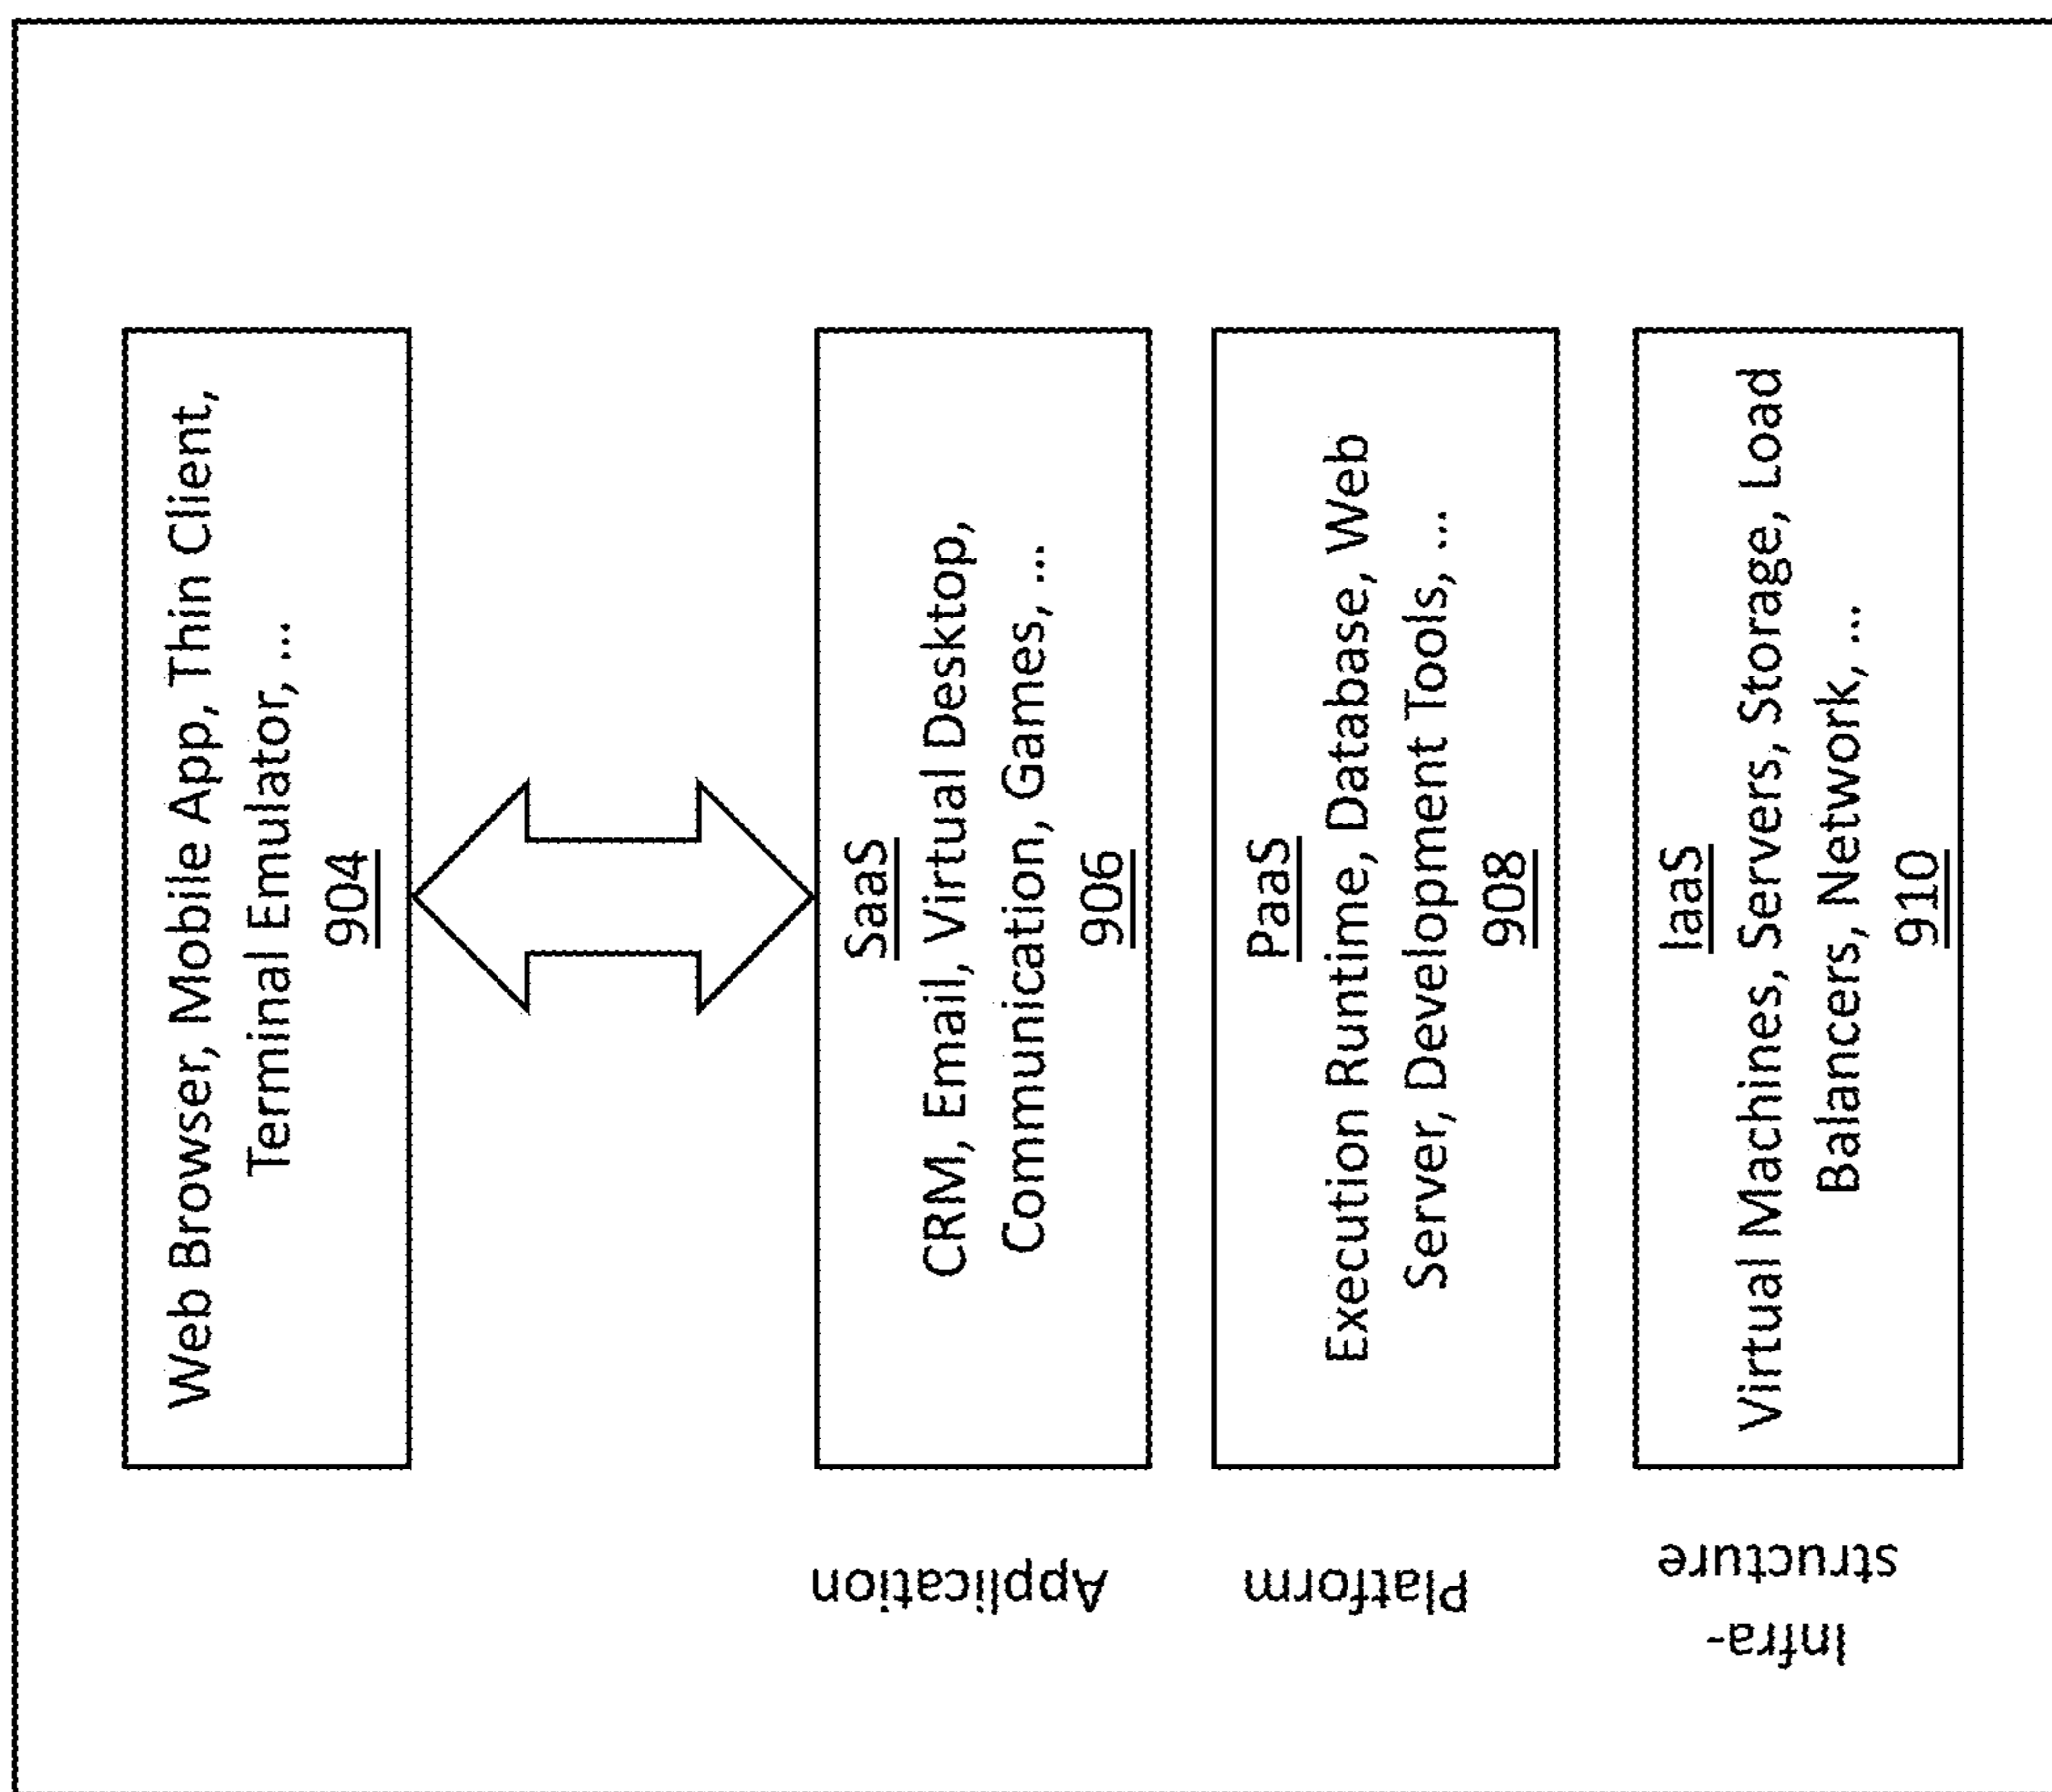 Web Browser, Mobile App, Thin Client,
Terminal Emulator, ...
904
Application
SaaS
CRM, Email, Virtual Desktop,
Communication, Games, ...
906
Platform
PaaS
Execution Runtime, Database, Web
Server, Development Tools, ...
908
Infra-
structure
IaaS
Virtual Machines, Servers, Storage, Load
Balancers, Network, ...
910